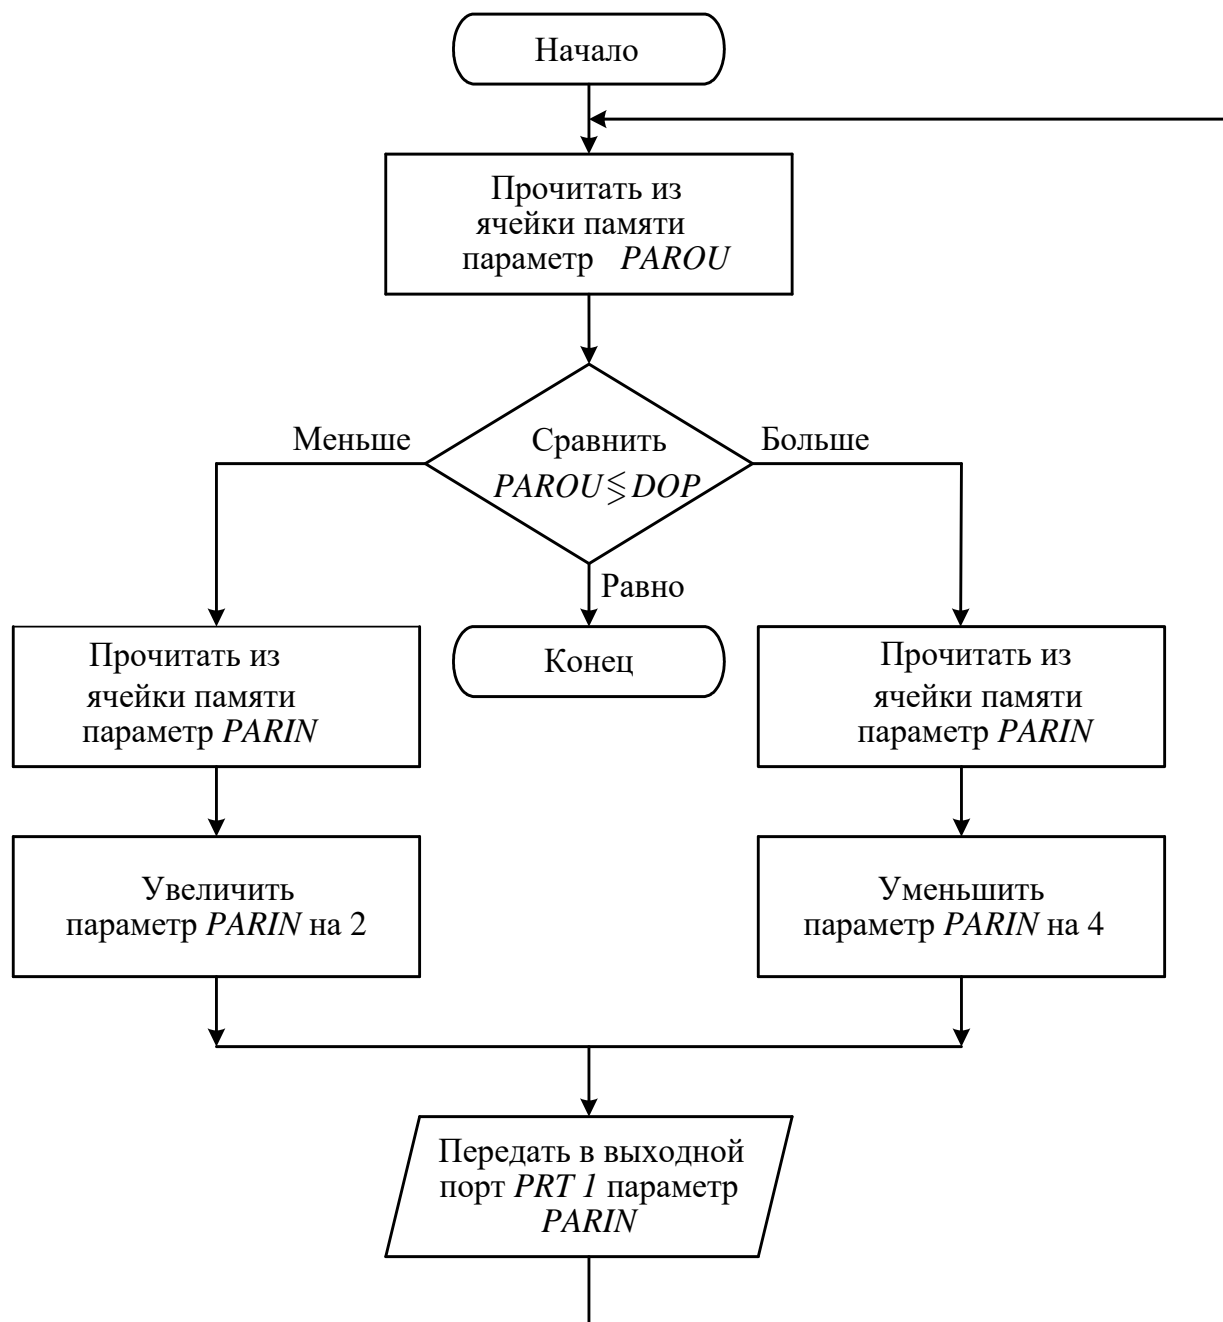 Начало
Прочитать из
ячейки памяти
параметр PAROU
Меньше
Сравнить
PAROU⋚DOP
Больше
Равно
Прочитать из
ячейки памяти
параметр PARIN
Конец
Прочитать из
ячейки памяти
параметр PARIN
Увеличить
параметр PARIN на 2
Уменьшить
параметр PARIN на 4
Передать в выходной
порт PRT 1 параметр
PARIN